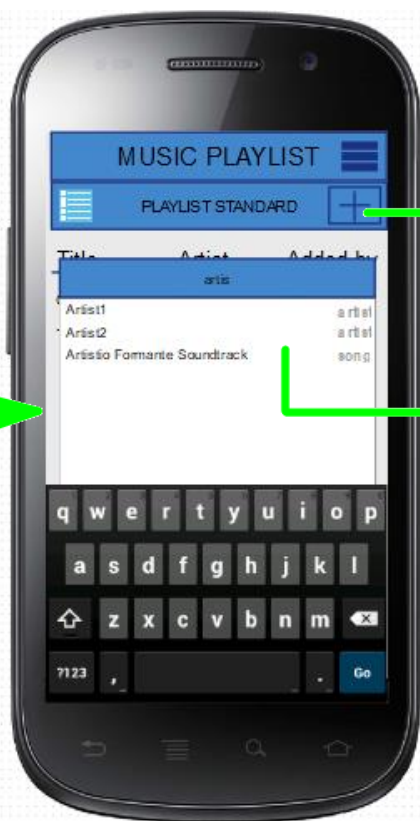 MUSIC PLAYLIST
PLAYLIST STANDARD
Title Artist Added by
artis
Artist1 artist
Artist2 artist
Artistio Formante Soundtrack song
q w e r t y u i o p
a s d f g h j k l
z x c v b n m
?123 , . Go